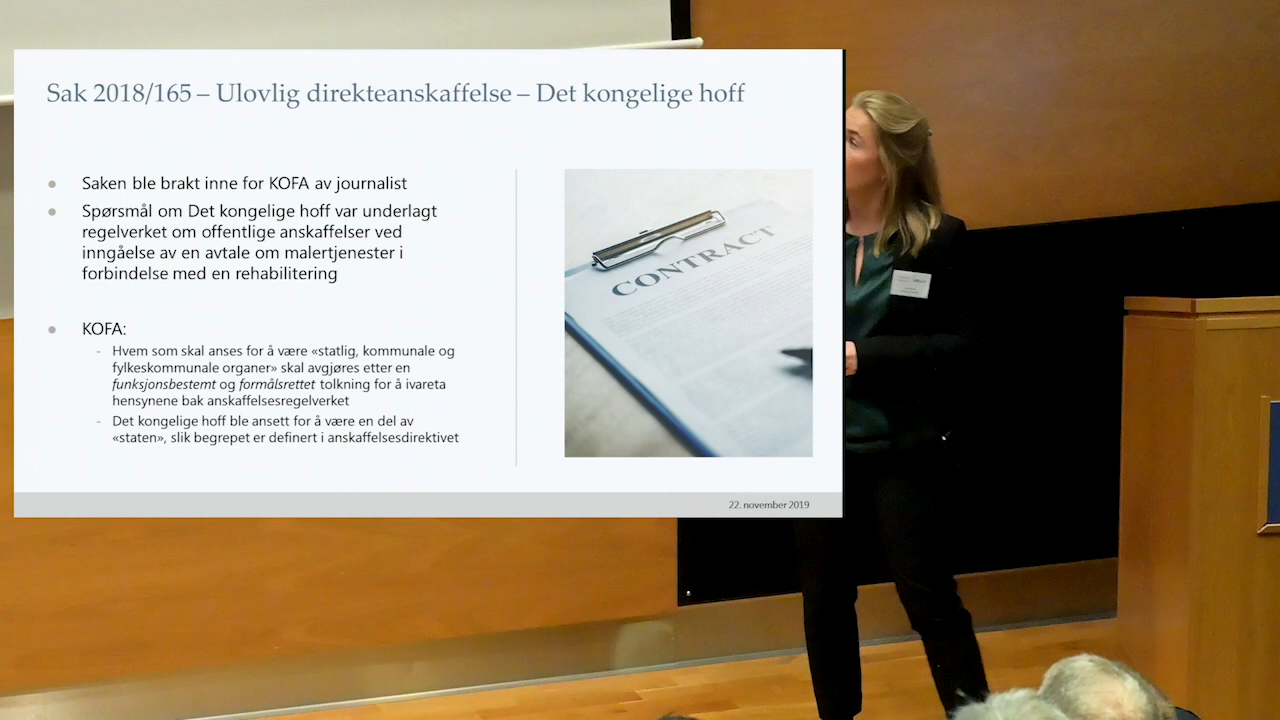 Sak 2018/165 – Ulovlig direkteanskaffelse – Det kongelige hoff
● Saken ble brakt inne for KOFA av journalist
● Spørsmål om Det kongelige hoff var underlagt
regelverket om offentlige anskaffelser ved
inngåelse av en avtale om malertjenester i
forbindelse med en rehabilitering
● KOFA:
- Hvem som skal anses for å være «statlig, kommunale og
fylkeskommunale organer» skal avgjøres etter en
funksjonsbestemt og formålsrettet tolkning for å ivareta
hensynene bak anskaffelsesregelverket
- Det kongelige hoff ble ansett for å være en del av
«staten», slik begrepet er definert i anskaffelsesdirektivet
CONTRACT
22. november 2019